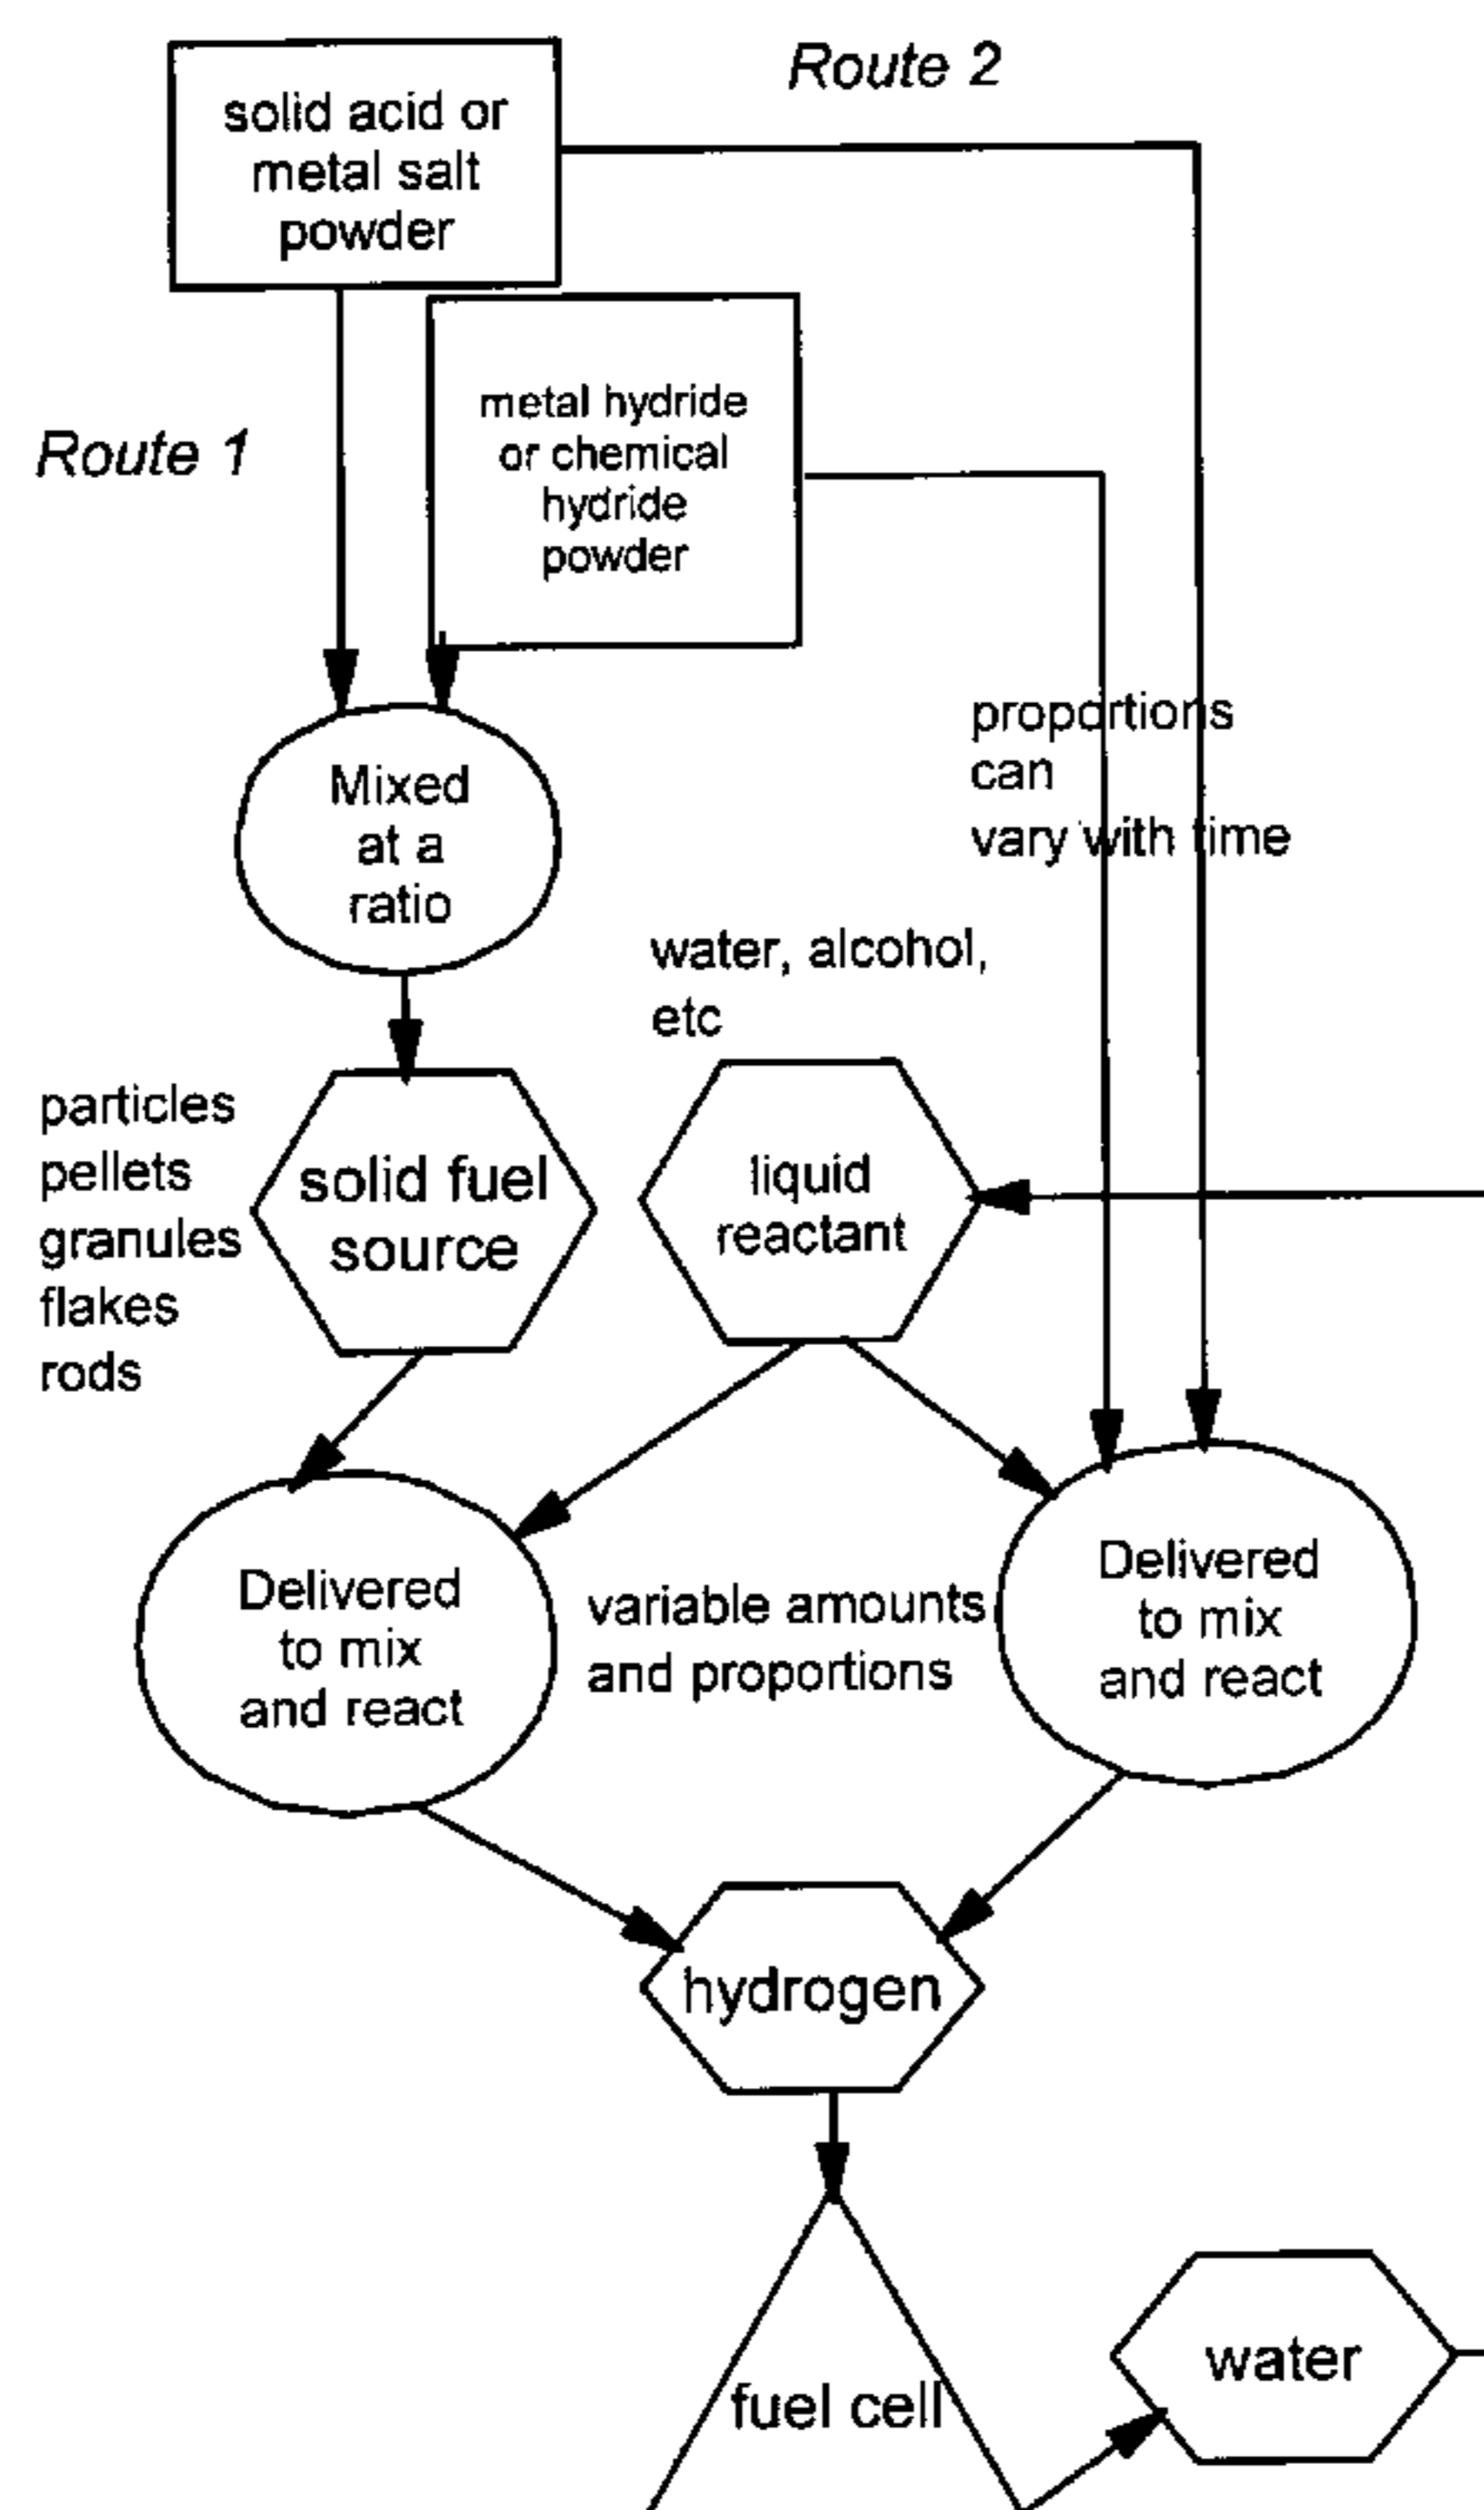 Route 2
solid acid or
metal salt
powder
Route 1
metal hydride
or chemical
hydride
powder
proportions
can
vary with time
Mixed
at a
ratio
water, alcohol,
etc
particles
pellets
granules
flakes
rods
solid fuel
source
liquid
reactant
Delivered
to mix
and react
variable amounts
and proportions
Delivered
to mix
and react
hydrogen
fuel cell
water